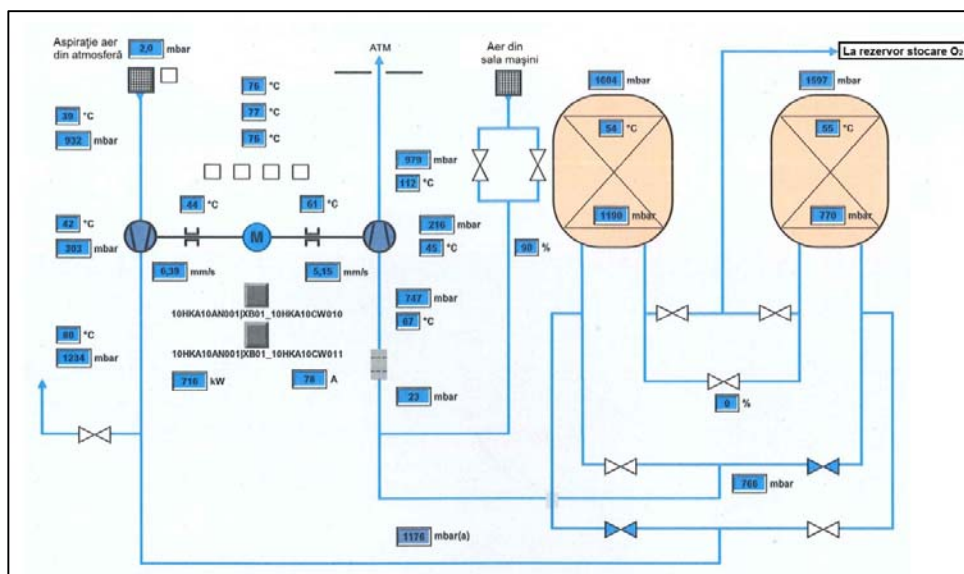 Aspirație aer
din atmosferă
2,0 mbar
ATM
Aer din
sala mașini
La rezervor stocare O₂
1604 mbar
1597 mbar
76 °C
77 °C
76 °C
39 °C
932 mbar
54 °C
55 °C
979 mbar
112 °C
44 °C
61 °C
42 °C
303 mbar
M
216 mbar
45 °C
90 %
1190 mbar
770 mbar
6,39 mm/s
5,15 mm/s
747 mbar
67 °C
10HKA10AN001|XB01_10HKA10CW010
10HKA10AN001|XB01_10HKA10CW011
80 °C
1234 mbar
716 kW
78 A
23 mbar
0 %
766 mbar
1176 mbar(a)